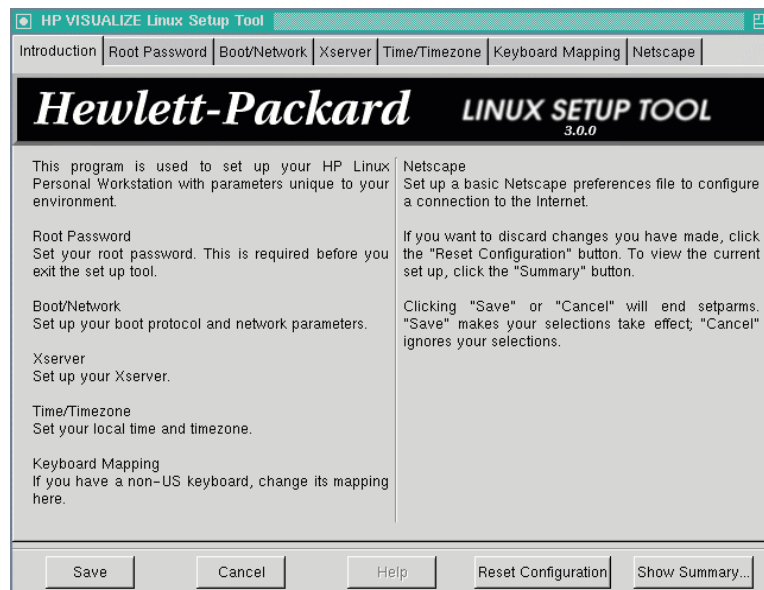 HP VISUALIZE Linux Setup Tool
Introduction Root Password Boot/Network Xserver Time/Timezone Keyboard Mapping Netscape
Hewlett-Packard LINUX SETUP TOOL
3.0.0
This program is used to set up your HP Linux
Personal Workstation with parameters unique to your
environment.
Root Password
Set your root password. This is required before you
exit the set up tool.
Boot/Network
Set up your boot protocol and network parameters.
Xserver
Set up your Xserver.
Time/Timezone
Set your local time and timezone.
Keyboard Mapping
If you have a non-US keyboard, change its mapping
here.
Netscape
Set up a basic Netscape preferences file to configure
a connection to the Internet.
If you want to discard changes you have made, click
the "Reset Configuration" button. To view the current
set up, click the "Summary" button.
Clicking "Save" or "Cancel" will end setparms.
"Save" makes your selections take effect; "Cancel"
ignores your selections.
Save Cancel Help Reset Configuration Show Summary...